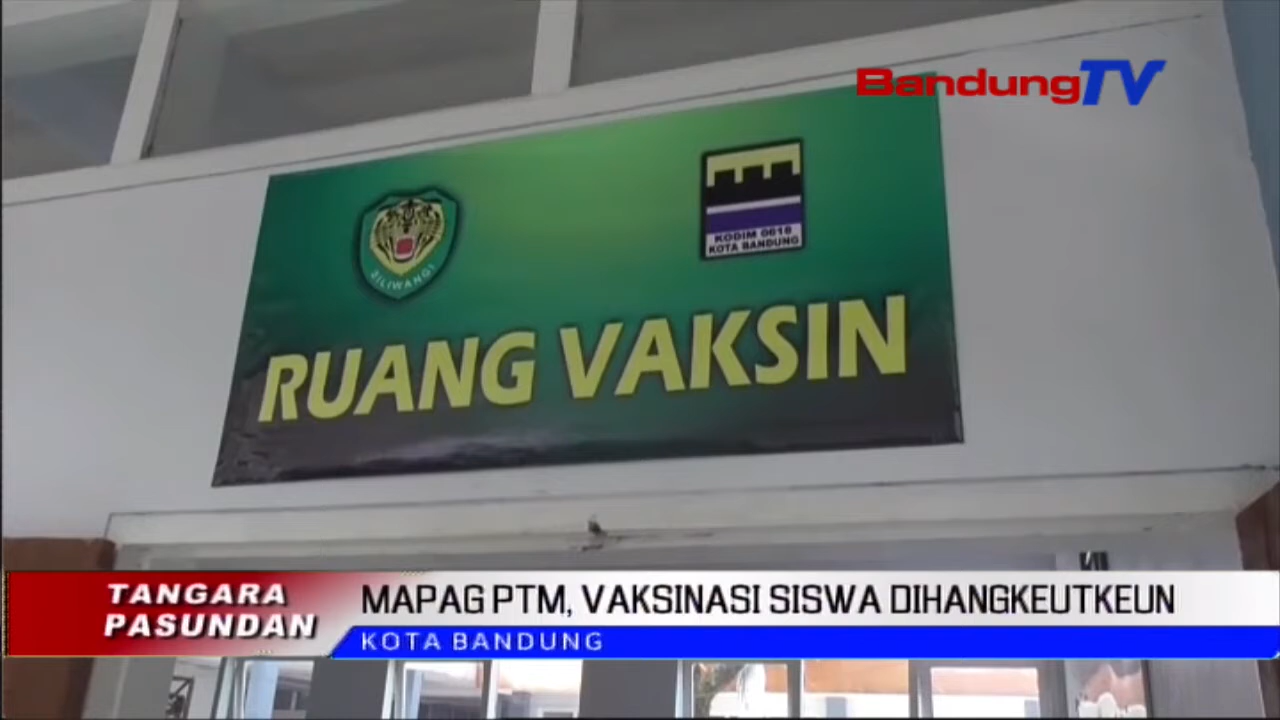 BandungTV
SILIWANGI
KODIM 0618
KOTA BANDUNG
RUANG VAKSIN
TANGARA
PASUNDAN
MAPAG PTM, VAKSINASI SISWA DIHANGKEUTKEUN
KOTA BANDUNG